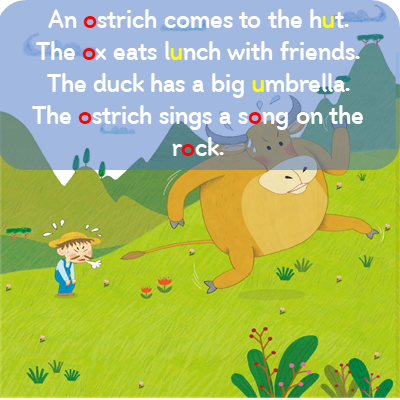 An ostrich comes to the hut.
The ox eats lunch with friends.
The duck has a big umbrella.
The ostrich sings a song on the
rock.